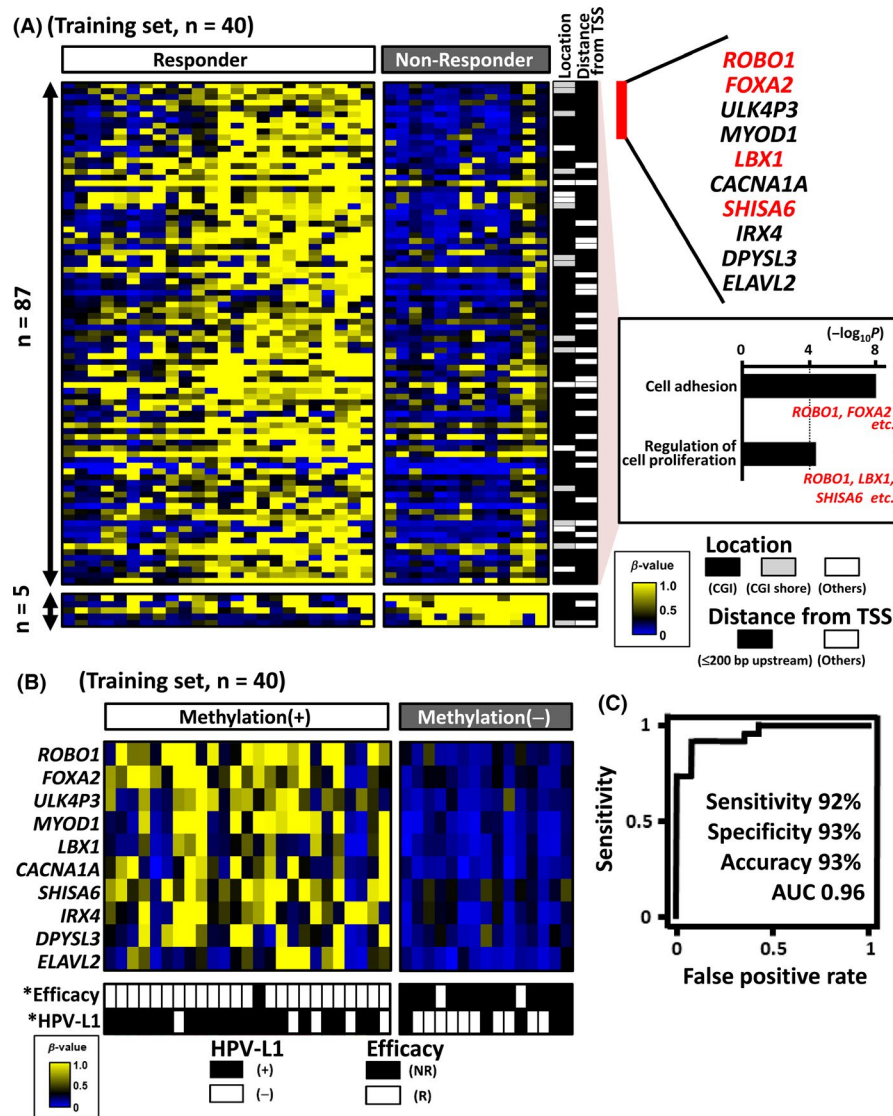 (A) (Training set, n = 40)
Responder
Non-Responder
Location
Distance
from TSS
n = 87
n = 5
ROBO1
FOXA2
ULK4P3
MYOD1
LBX1
CACNA1A
SHISA6
IRX4
DPYSL3
ELAVL2
(−log10P)
0 4 8
Cell adhesion
ROBO1, FOXA2
etc.
Regulation of
cell proliferation
ROBO1, LBX1,
SHISA6 etc.
β-value
1.0
0.5
0
Location
(CGI) (CGI shore) (Others)
Distance from TSS
(≤200 bp upstream) (Others)
(B) (Training set, n = 40)
Methylation(+)
Methylation(−)
ROBO1
FOXA2
ULK4P3
MYOD1
LBX1
CACNA1A
SHISA6
IRX4
DPYSL3
ELAVL2
*Efficacy
*HPV-L1
β-value
1.0
0.5
0
HPV-L1
(+)
(−)
Efficacy
(NR)
(R)
(C)
Sensitivity
1
0.5
0
Sensitivity 92%
Specificity 93%
Accuracy 93%
AUC 0.96
0 0.5 1
False positive rate